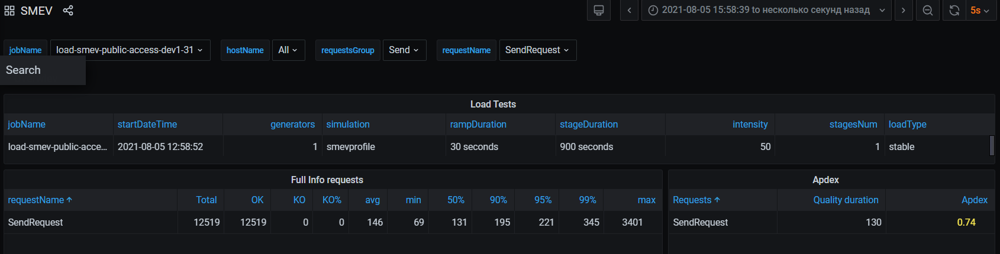 SMEV
2021-08-05 15:58:39 to несколько секунд назад
5s
jobName load-smev-public-access-dev1-31 hostName All requestsGroup Send requestName SendRequest
Search
Load Tests
jobName startDateTime generators simulation rampDuration stageDuration intensity stagesNum loadType
load-smev-public-acce... 2021-08-05 12:58:52 1 smevprofile 30 seconds 900 seconds 50 1 stable
Full Info requests
requestName Total OK KO KO% avg min 50% 90% 95% 99% max
SendRequest 12519 12519 0 0 146 69 131 195 221 345 3401
Apdex
Requests Quality duration Apdex
SendRequest 130 0.74